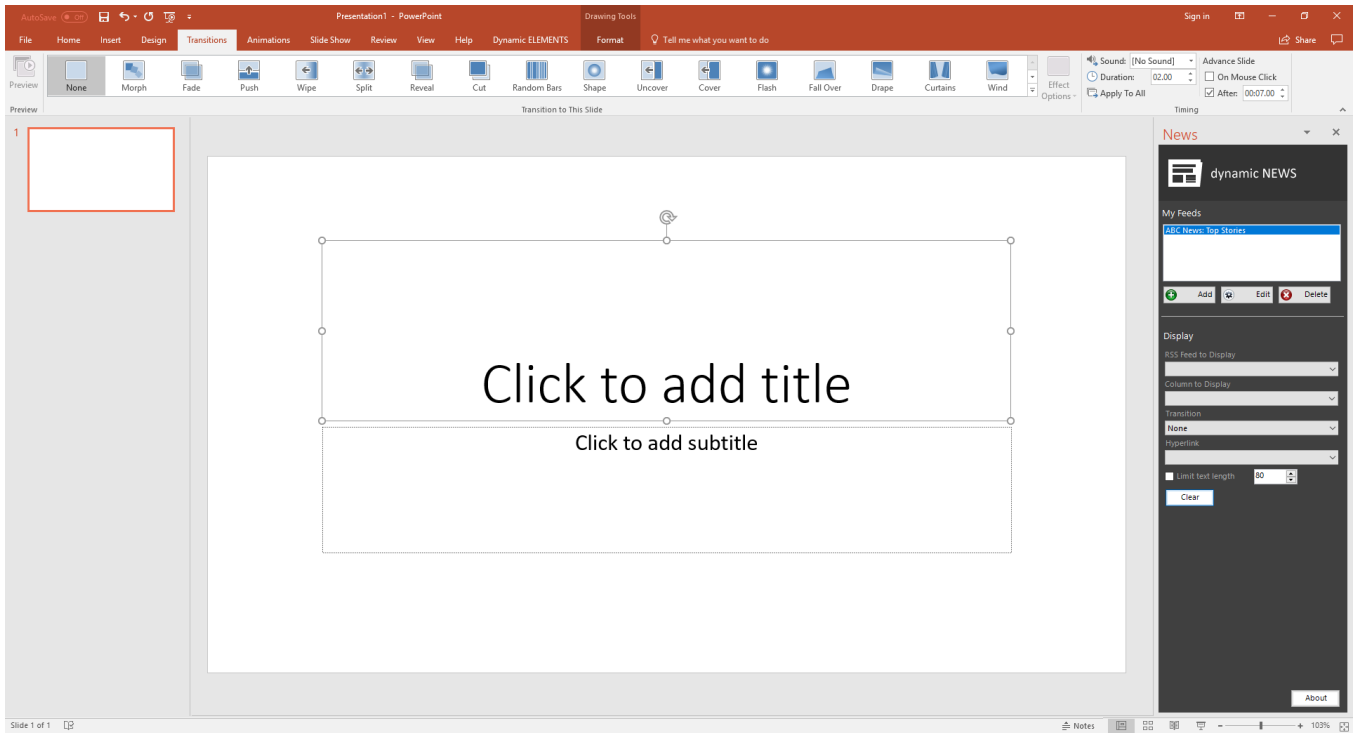 AutoSave Off Presentation1 - PowerPoint Drawing Tools Sign in
File Home Insert Design Transitions Animations Slide Show Review View Help Dynamic ELEMENTS Format Tell me what you want to do Share
Preview None Morph Fade Push Wipe Split Reveal Cut Random Bars Shape Uncover Cover Flash Fall Over Drape Curtains Wind Effect Options
Sound: [No Sound] Advance Slide
Duration: 02.00 On Mouse Click
Apply To All After: 00:07.00
Preview Transition to This Slide Timing
1
News
dynamic NEWS
My Feeds
ABC News: Top Stories
Add Edit Delete
Display
RSS Feed to Display
Column to Display
Transition
None
Hyperlink
Limit text length 80
Clear
About
Click to add title
Click to add subtitle
Slide 1 of 1 Notes 103%